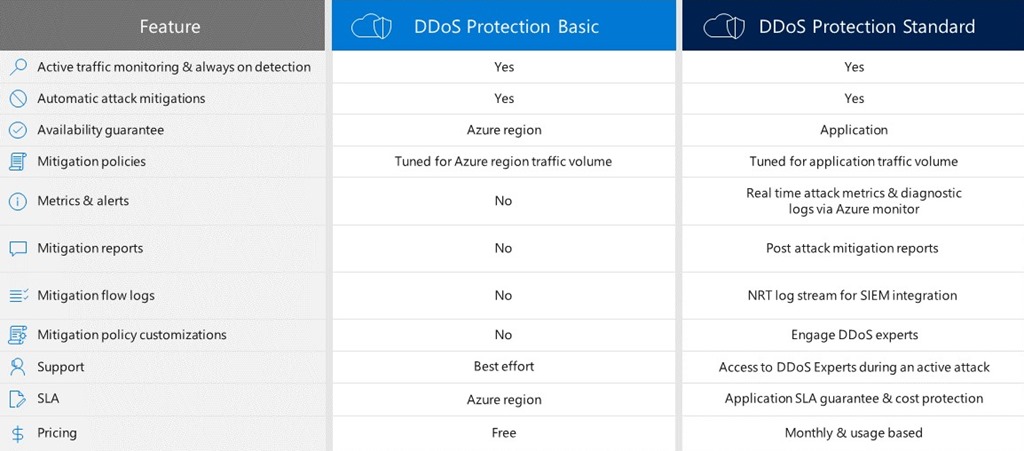 Feature DDoS Protection Basic DDoS Protection Standard
Active traffic monitoring & always on detection Yes Yes
Automatic attack mitigations Yes Yes
Availability guarantee Azure region Application
Mitigation policies Tuned for Azure region traffic volume Tuned for application traffic volume
Metrics & alerts No Real time attack metrics & diagnostic
logs via Azure monitor
Mitigation reports No Post attack mitigation reports
Mitigation flow logs No NRT log stream for SIEM integration
Mitigation policy customizations No Engage DDoS experts
Support Best effort Access to DDoS Experts during an active attack
SLA Azure region Application SLA guarantee & cost protection
Pricing Free Monthly & usage based